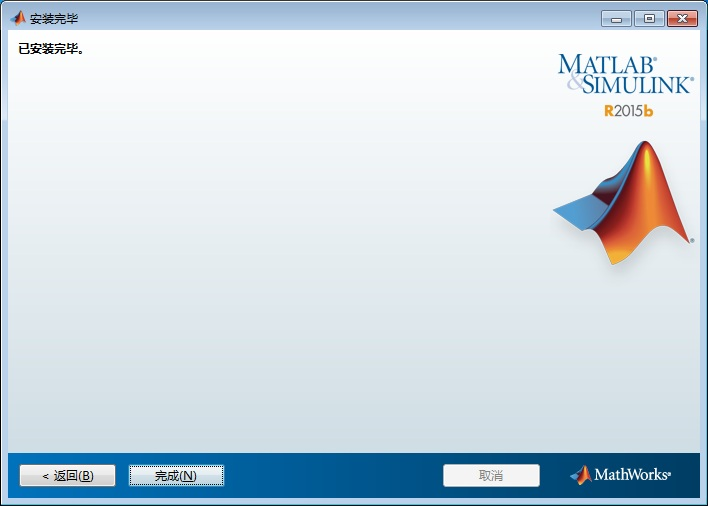 安装完毕
已安装完毕。
MATLAB®
&SIMULINK®
R2015b
®
< 返回(B)
完成(N)
取消
MathWorks®